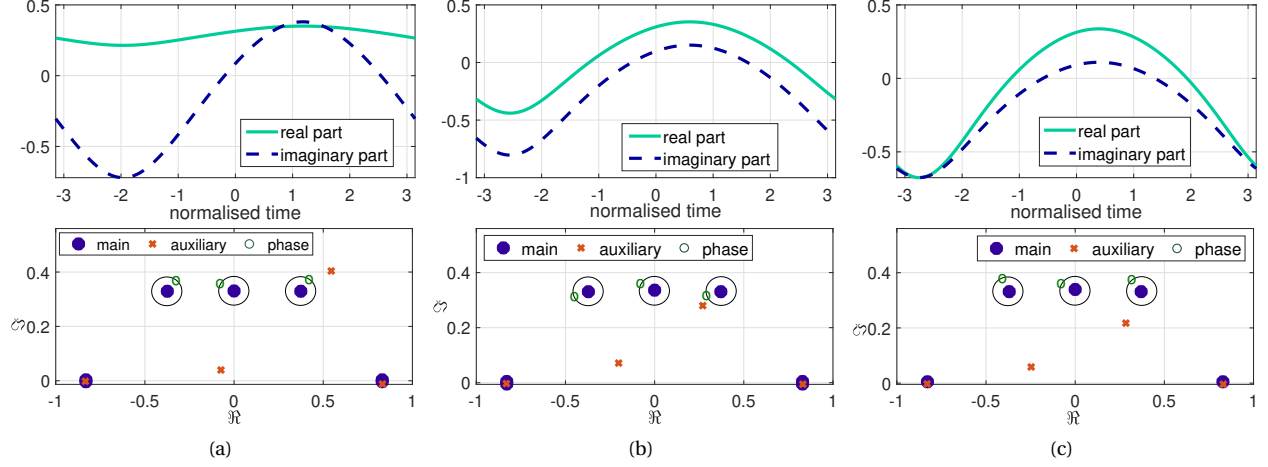 0.5
0
-0.5
-3 -2 -1 0 1 2 3
normalised time
real part
imaginary part
main auxiliary phase
0.4
0.2
0
ℑ
-1 -0.5 0 0.5 1
ℜ
(a)
0.5
0
-0.5
-1
-3 -2 -1 0 1 2 3
normalised time
real part
imaginary part
main auxiliary phase
0.4
0.2
0
ℑ
-1 -0.5 0 0.5 1
ℜ
(b)
0.5
0
-0.5
-3 -2 -1 0 1 2 3
normalised time
real part
imaginary part
main auxiliary phase
0.4
0.2
0
ℑ
-1 -0.5 0 0.5 1
ℜ
(c)